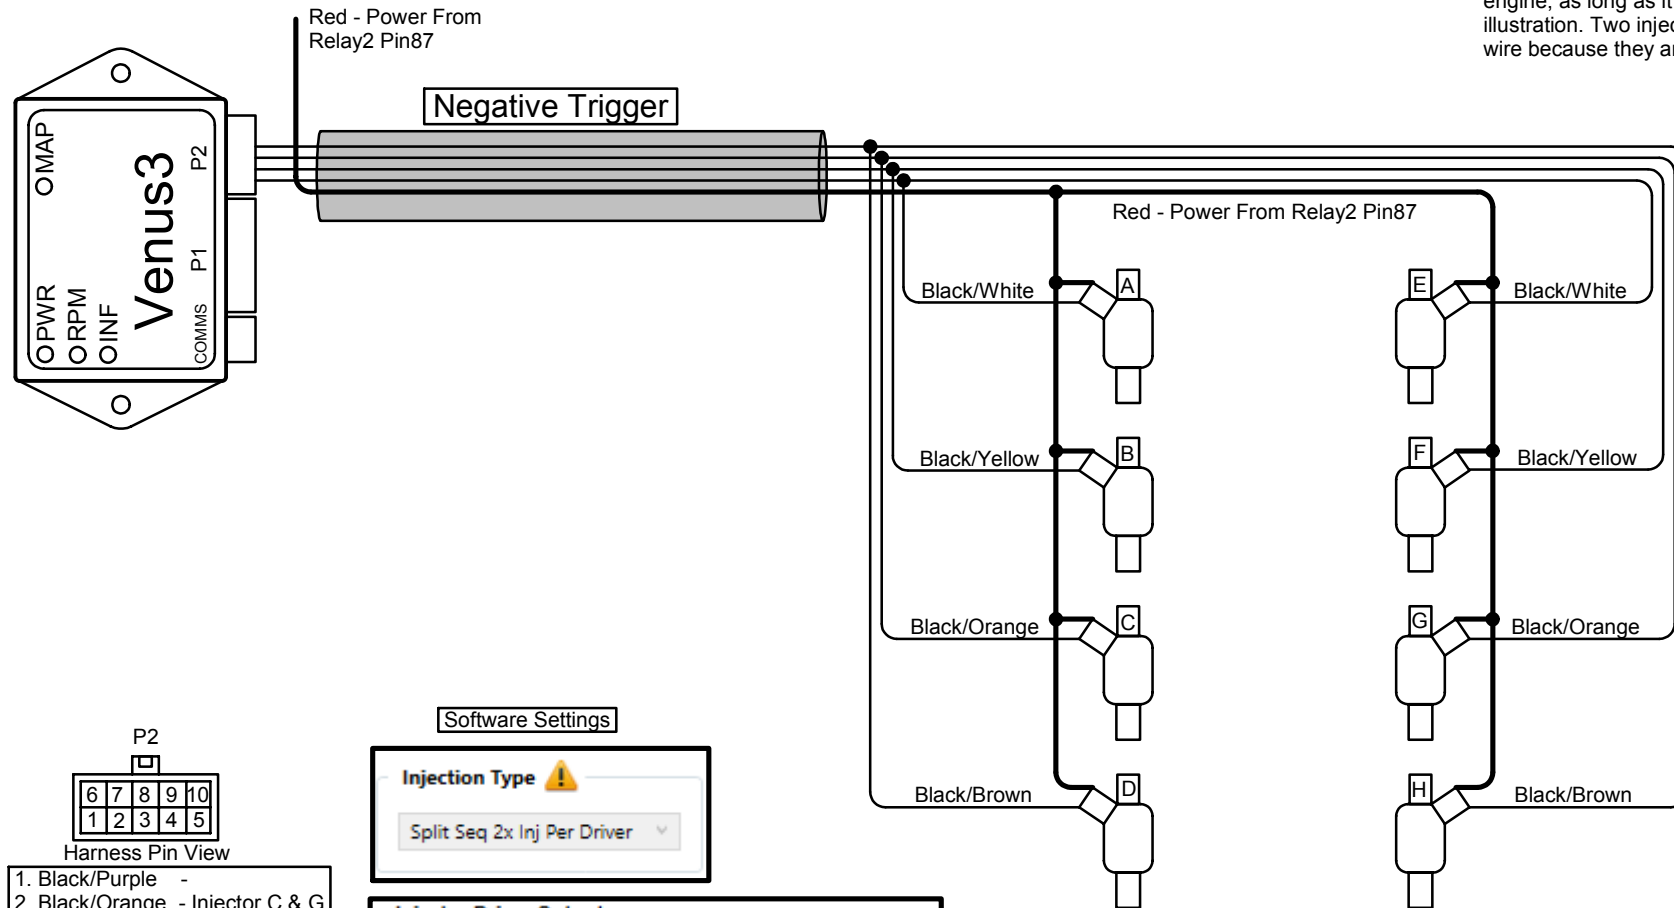 engine, as long as it
illustration. Two injec
wire because they ar
Red - Power From
Relay2 Pin87
Negative Trigger
MAP
PWR
RPM
INF
Venus3
P2
P1
COMMS
Red - Power From Relay2 Pin87
Black/White
A
E
Black/White
Black/Yellow
B
F
Black/Yellow
Black/Orange
C
G
Black/Orange
Black/Brown
D
H
Black/Brown
Software Settings
Injection Type
Split Seq 2x Inj Per Driver
P2
6 7 8 9 10
1 2 3 4 5
Harness Pin View
1. Black/Purple -
2. Black/Orange - Injector C & G